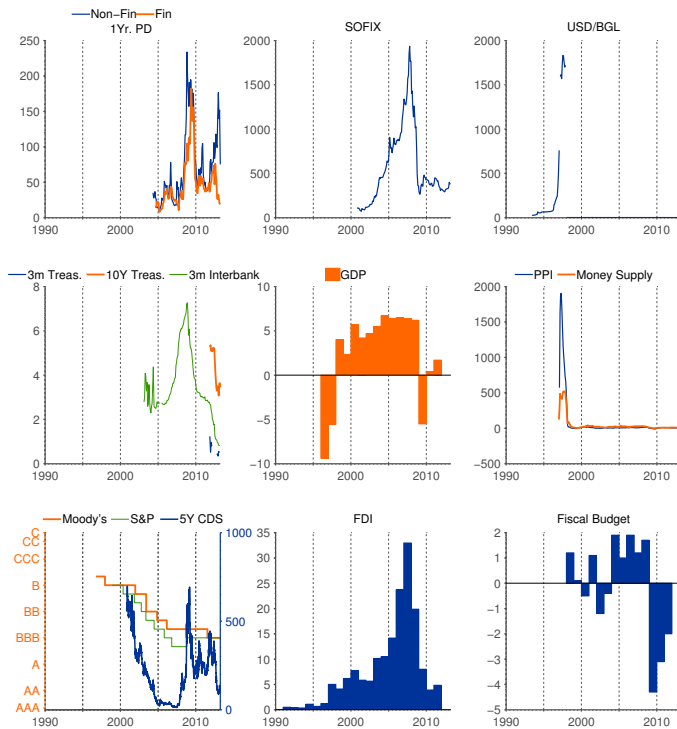 Non-Fin Fin
1Yr. PD
250
200
150
100
50
0
1990 2000 2010
SOFIX
2000
1500
1000
500
0
1990 2000 2010
USD/BGL
2000
1500
1000
500
0
1990 2000 2010
3m Treas. 10Y Treas. 3m Interbank
8
6
4
2
0
1990 2000 2010
GDP
10
5
0
−5
−10
1990 2000 2010
PPI Money Supply
2000
1500
1000
500
0
−500
1990 2000 2010
Moody's S&P 5Y CDS
C
CC
CCC
B
BB
BBB
A
AA
AAA
1000
500
0
1990 2000 2010
FDI
35
30
25
20
15
10
5
0
1990 2000 2010
Fiscal Budget
2
1
0
−1
−2
−3
−4
−5
1990 2000 2010